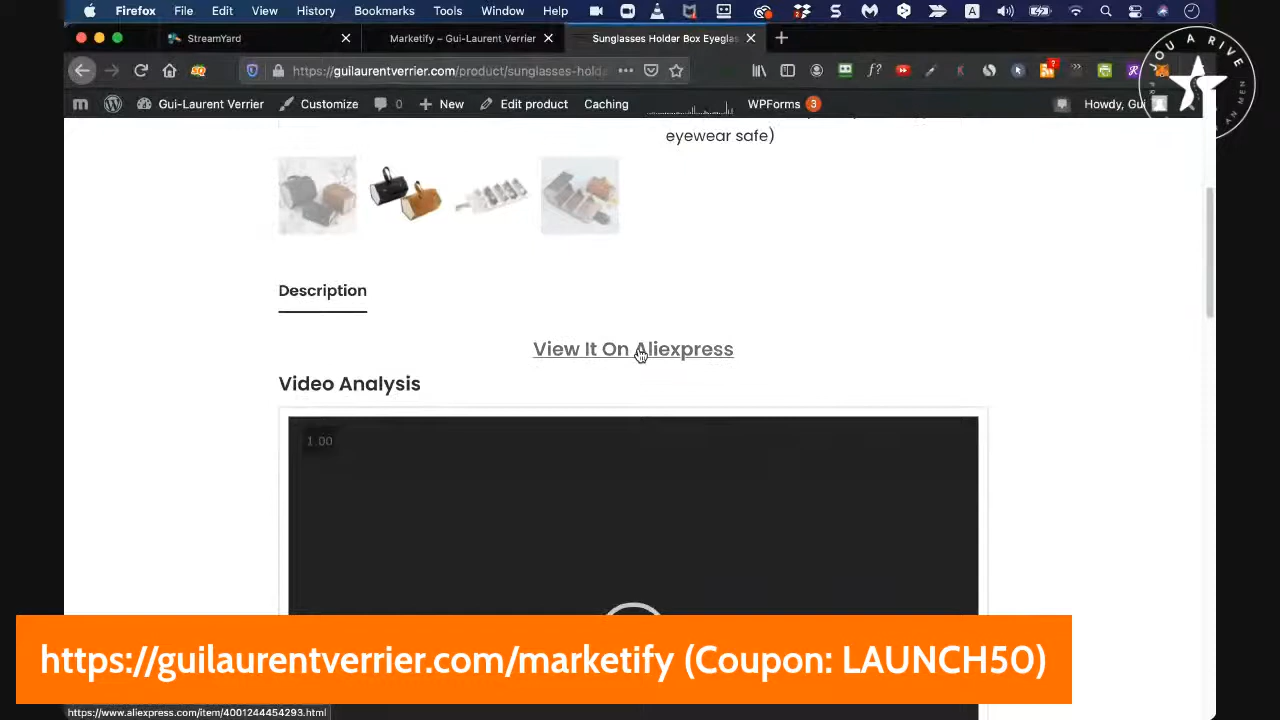 Firefox File Edit View History Bookmarks Tools Window Help
StreamYard
Marketify – Gui-Laurent Verrier
Sunglasses Holder Box Eyeglas
https://guilaurentverrier.com/product/sunglasses-hold
Gui-Laurent Verrier Customize 0 New Edit product Caching WPForms 3 Howdy, Gui
YOU ARIVE
eyewear safe)
Description
View It On Aliexpress
Video Analysis
1.00
https://guilaurentverrier.com/marketify (Coupon: LAUNCH50)
https://www.aliexpress.com/item/4001244454293.html